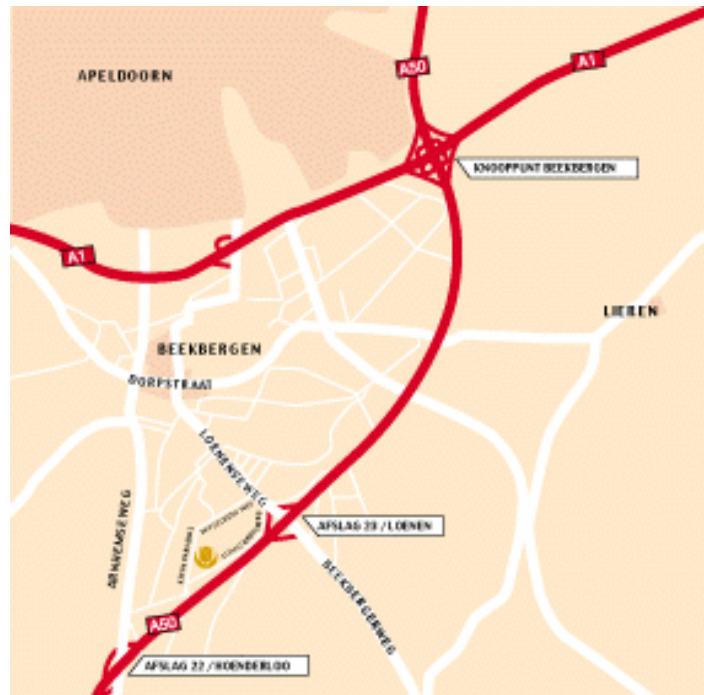 A50
A1
APELDOORN
KNOOPPUNT BEEKBERGEN
A1
LIEREN
BEEKBERGEN
DORPSTRAAT
LOENENSEWEG
ARNHEMSEWEG
AFSLAG 23 / LOENEN
BEEKBERGERWEG
A50
AFSLAG 22 / HOENDERLOO